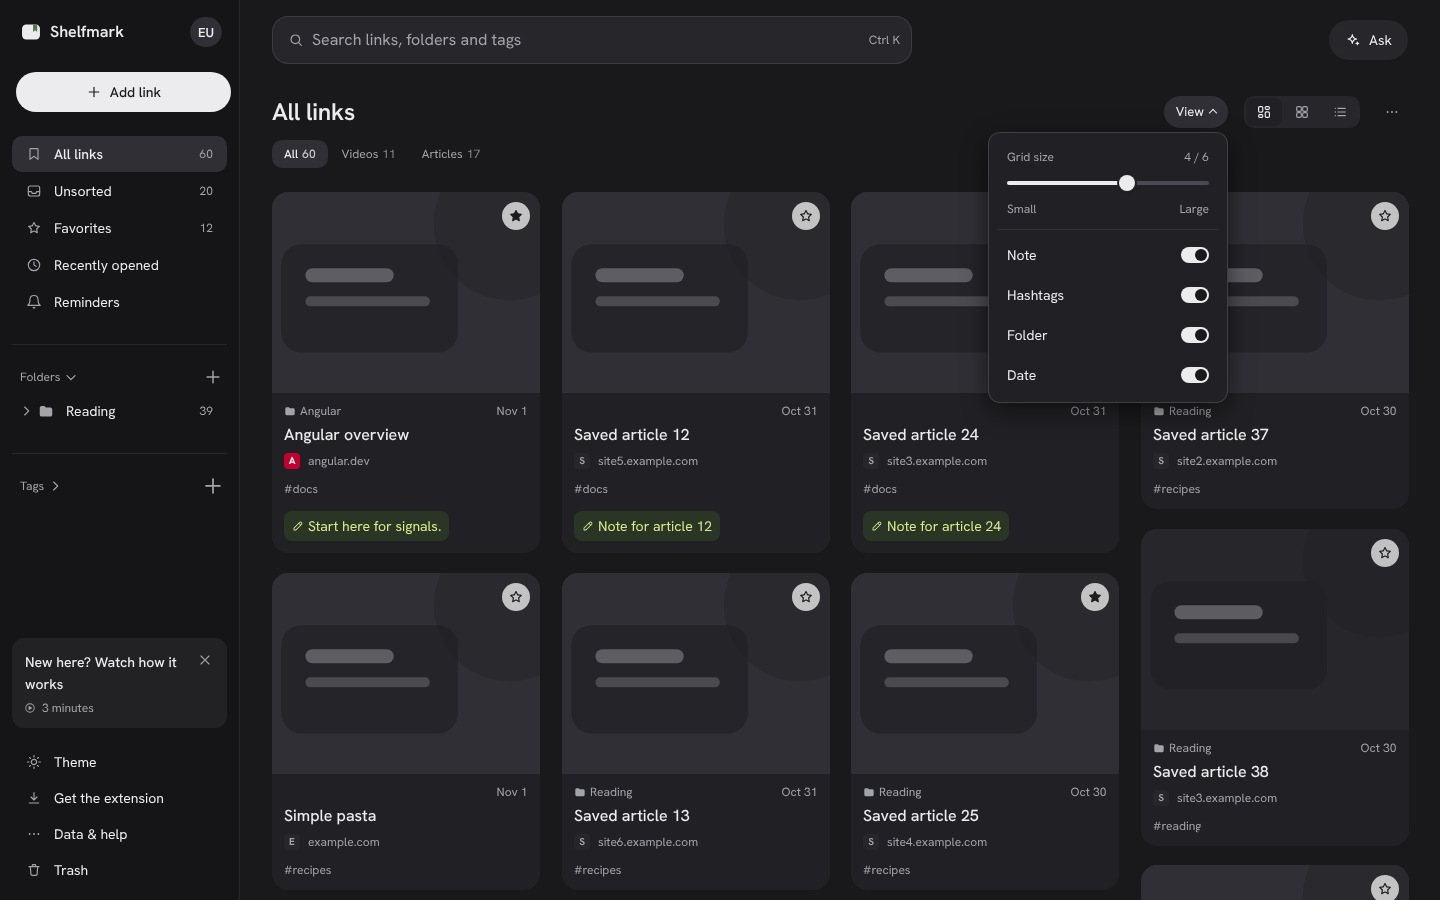 Shelfmark
EU
Add link
All links 60
Unsorted 20
Favorites 12
Recently opened
Reminders
Folders
Reading 39
Tags
New here? Watch how it
works
3 minutes
Theme
Get the extension
Data & help
Trash
Search links, folders and tags
Ctrl K
Ask
All links
View
All 60
Videos 11
Articles 17
Grid size 4 / 6
Small Large
Note
Hashtags
Folder
Date
Angular Nov 1
Angular overview
A angular.dev
#docs
Start here for signals.
Oct 31
Saved article 12
S site5.example.com
#docs
Note for article 12
Oct 31
Saved article 24
S site3.example.com
#docs
Note for article 24
Reading Oct 30
Saved article 37
S site2.example.com
#recipes
Nov 1
Simple pasta
E example.com
#recipes
Reading Oct 31
Saved article 13
S site6.example.com
#recipes
Reading Oct 30
Saved article 25
S site4.example.com
#recipes
Reading Oct 30
Saved article 38
S site3.example.com
#reading